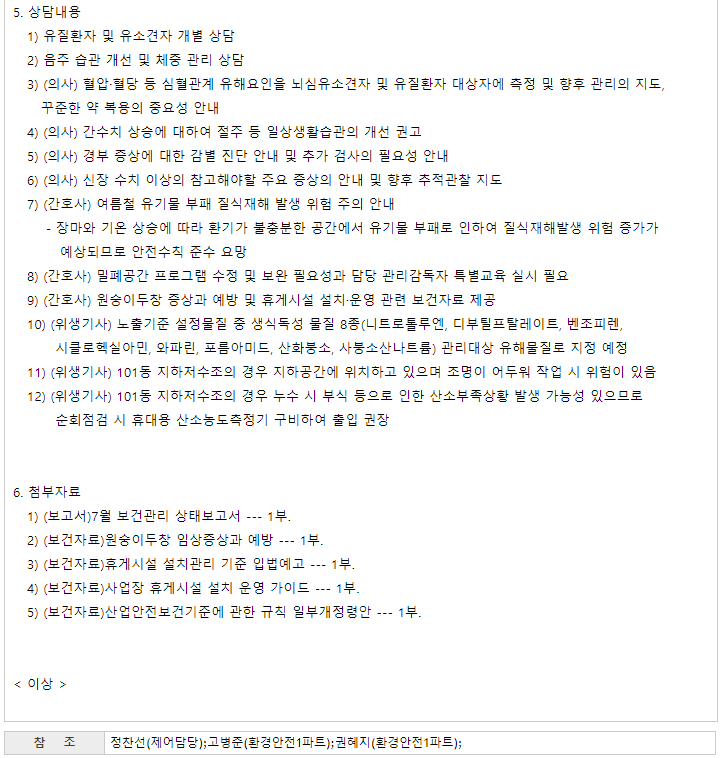 5. 상담내용
1) 유질환자 및 유소견자 개별 상담
2) 음주 습관 개선 및 체중 관리 상담
3) (의사) 혈압·혈당 등 심혈관계 유해요인을 뇌심유소견자 및 유질환자 대상자에 측정 및 향후 관리의 지도,
꾸준한 약 복용의 중요성 안내
4) (의사) 간수치 상승에 대하여 절주 등 일상생활습관의 개선 권고
5) (의사) 경부 증상에 대한 감별 진단 안내 및 추가 검사의 필요성 안내
6) (의사) 신장 수치 이상의 참고해야할 주요 증상의 안내 및 향후 추적관찰 지도
7) (간호사) 여름철 유기물 부패 질식재해 발생 위험 주의 안내
- 장마와 기온 상승에 따라 환기가 불충분한 공간에서 유기물 부패로 인하여 질식재해발생 위험 증가가
예상되므로 안전수칙 준수 요망
8) (간호사) 밀폐공간 프로그램 수정 및 보완 필요성과 담당 관리감독자 특별교육 실시 필요
9) (간호사) 원숭이두창 증상과 예방 및 휴게시설 설치·운영 관련 보건자료 제공
10) (위생기사) 노출기준 설정물질 중 생식독성 물질 8종(니트로톨루엔, 디부틸프탈레이트, 벤조피렌,
시클로헥실아민, 와파린, 포름아미드, 산화붕소, 사붕소산나트륨) 관리대상 유해물질로 지정 예정
11) (위생기사) 101동 지하저수조의 경우 지하공간에 위치하고 있으며 조명이 어두워 작업 시 위험이 있음
12) (위생기사) 101동 지하저수조의 경우 누수 시 부식 등으로 인한 산소부족상황 발생 가능성 있으므로
순회점검 시 휴대용 산소농도측정기 구비하여 출입 권장
6. 첨부자료
1) (보고서)7월 보건관리 상태보고서 --- 1부.
2) (보건자료)원숭이두창 임상증상과 예방 --- 1부.
3) (보건자료)휴게시설 설치관리 기준 입법예고 --- 1부.
4) (보건자료)사업장 휴게시설 설치 운영 가이드 --- 1부.
5) (보건자료)산업안전보건기준에 관한 규칙 일부개정령안 --- 1부.
< 이상 >
참 조 정찬선(제어담당);고병준(환경안전1파트);권혜지(환경안전1파트);